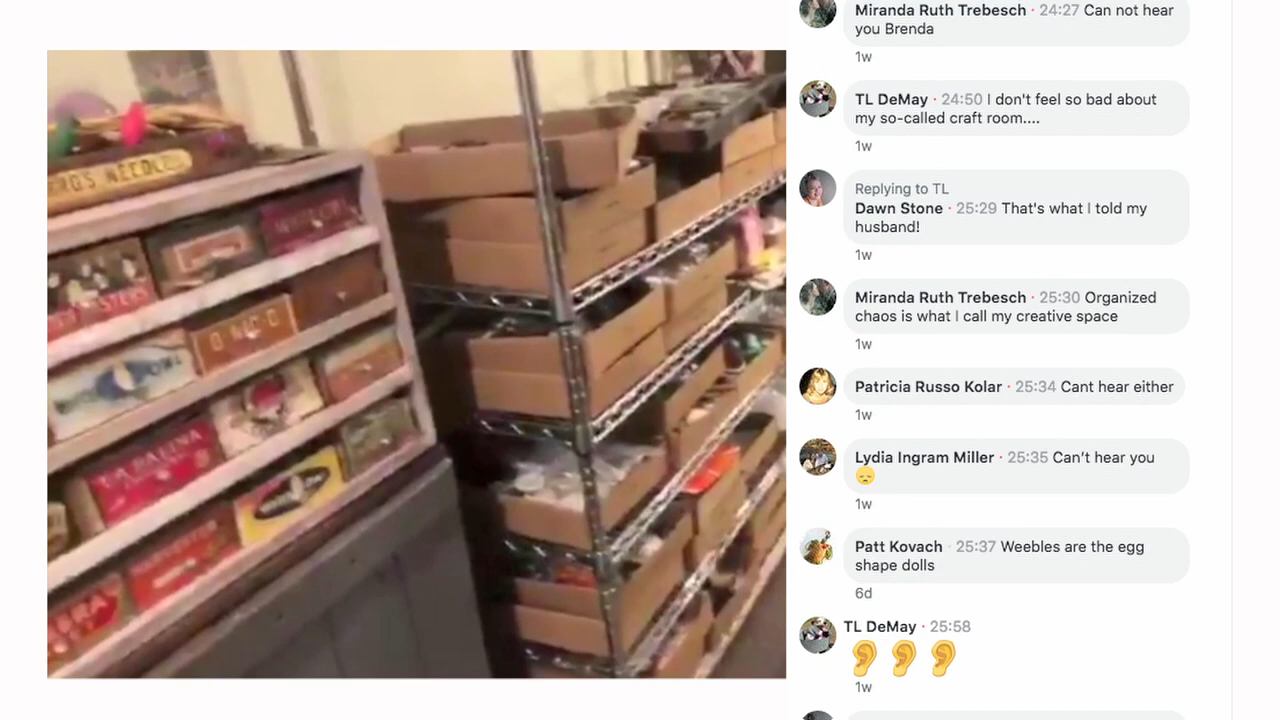 Miranda Ruth Trebesch · 24:27 Can not hear
you Brenda
1w
TL DeMay · 24:50 I don't feel so bad about
my so-called craft room....
1w
Replying to TL
Dawn Stone · 25:29 That's what I told my
husband!
1w
Miranda Ruth Trebesch · 25:30 Organized
chaos is what I call my creative space
1w
Patricia Russo Kolar · 25:34 Cant hear either
1w
Lydia Ingram Miller · 25:35 Can't hear you
😞
1w
Patt Kovach · 25:37 Weebles are the egg
shape dolls
6d
TL DeMay · 25:58
👂 👂 👂
1w
OWL
LA PALINA